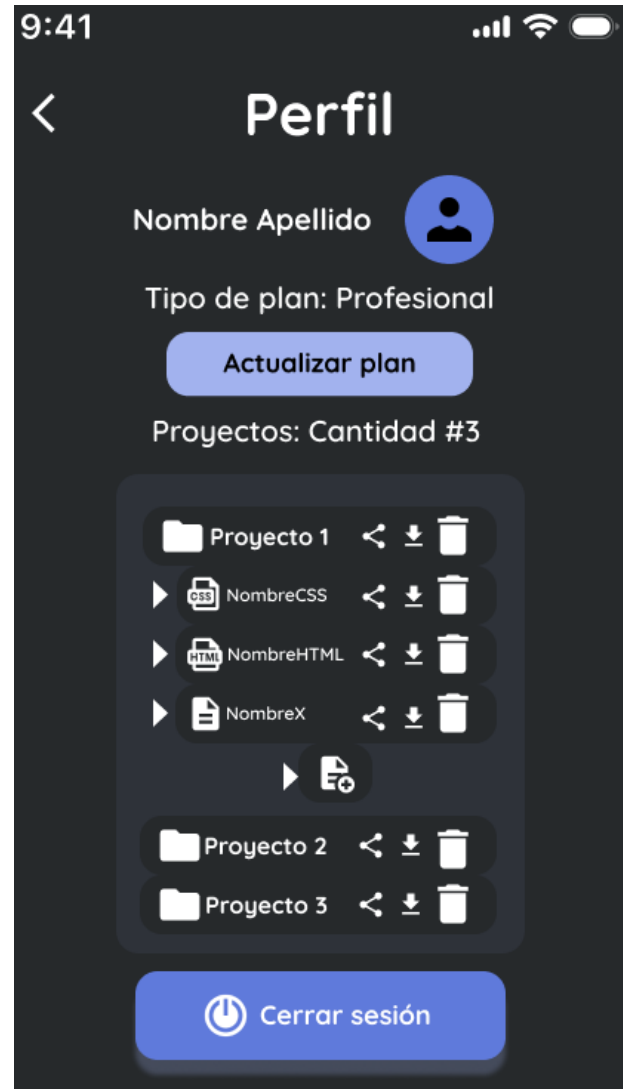 9:41
Perfil
Nombre Apellido
Tipo de plan: Profesional
Actualizar plan
Proyectos: Cantidad #3
Proyecto 1
CSS NombreCSS
HTML NombreHTML
NombreX
Proyecto 2
Proyecto 3
Cerrar sesión